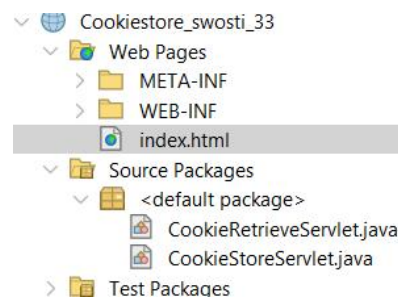 Cookiestore_swosti_33
Web Pages
META-INF
WEB-INF
index.html
Source Packages
<default package>
CookieRetrieveServlet.java
CookieStoreServlet.java
Test Packages